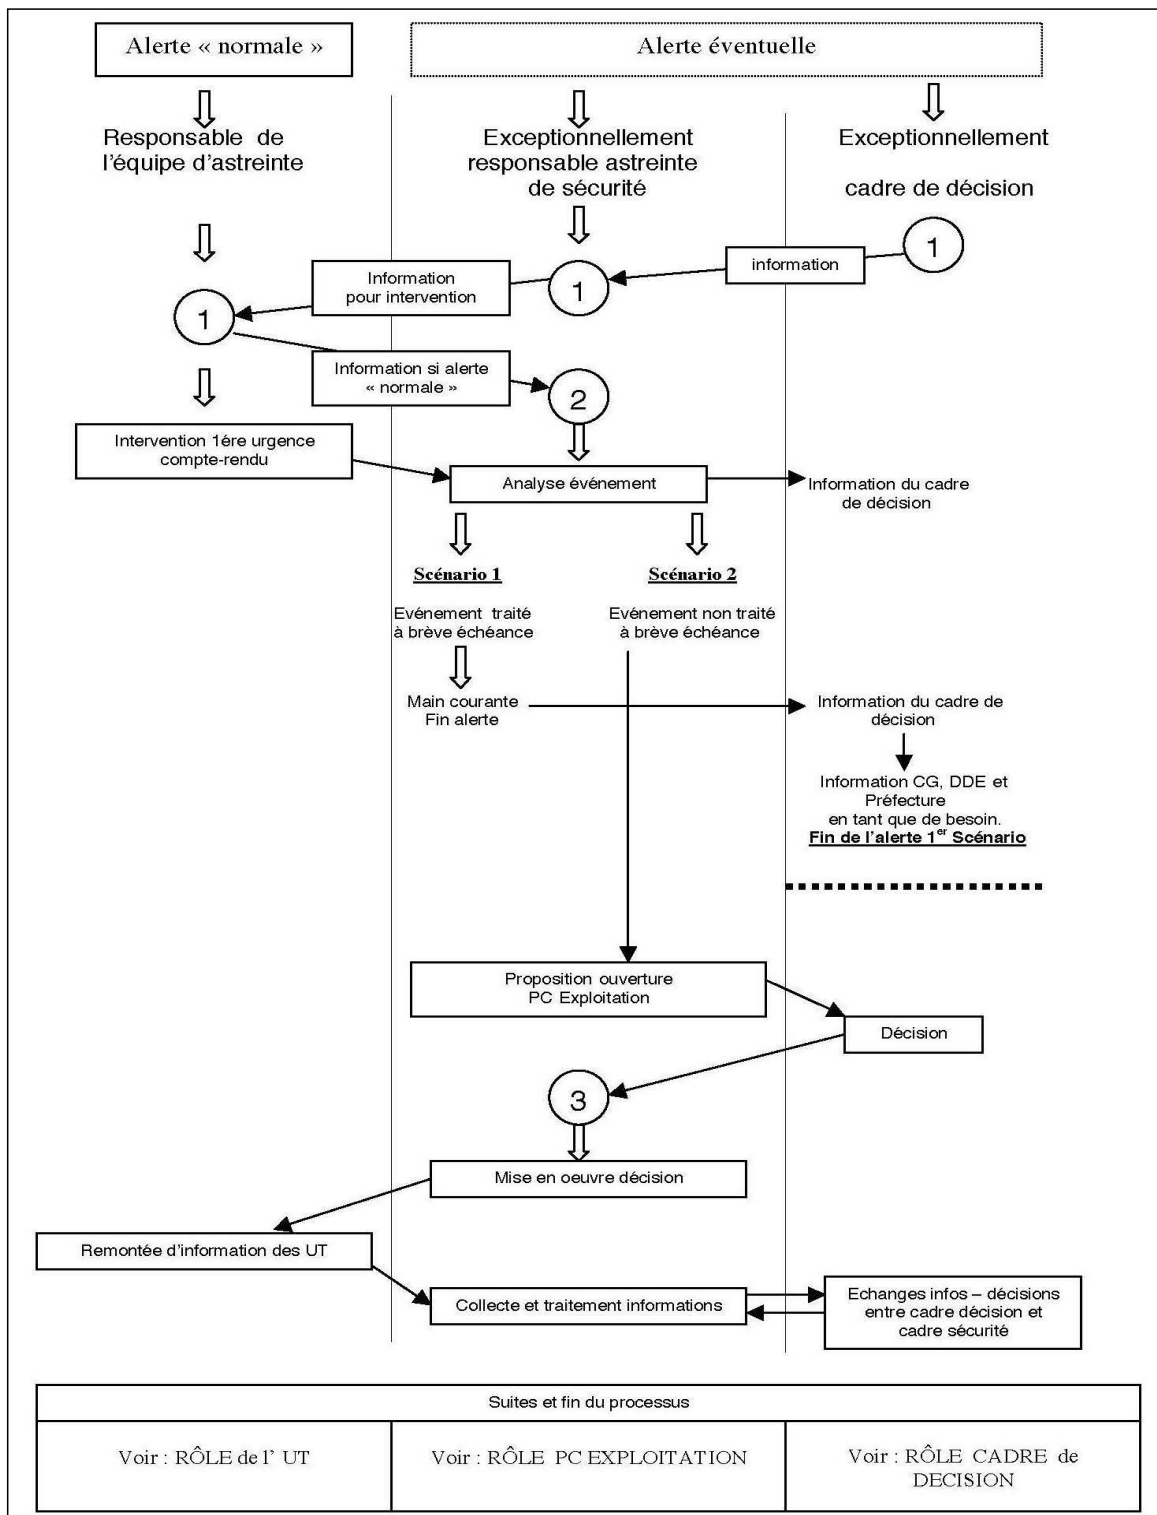 Alerte « normale »
Alerte éventuelle
Responsable de
l'équipe d'astreinte
Exceptionnellement
responsable astreinte
de sécurité
Exceptionnellement
cadre de décision
1
information
1
Information
pour intervention
1
Information si alerte
« normale »
2
Intervention 1ére urgence
compte-rendu
Analyse événement
Information du cadre
de décision
Scénario 1
Scénario 2
Evénement traité
à brève échéance
Evénement non traité
à brève échéance
Main courante
Fin alerte
Information du cadre de
décision
Information CG, DDE et
Préfecture
en tant que de besoin.
Fin de l'alerte 1er Scénario
Proposition ouverture
PC Exploitation
Décision
3
Mise en oeuvre décision
Remontée d'information des UT
Collecte et traitement informations
Echanges infos – décisions
entre cadre décision et
cadre sécurité
Suites et fin du processus
Voir : RÔLE de l' UT
Voir : RÔLE PC EXPLOITATION
Voir : RÔLE CADRE de
DECISION